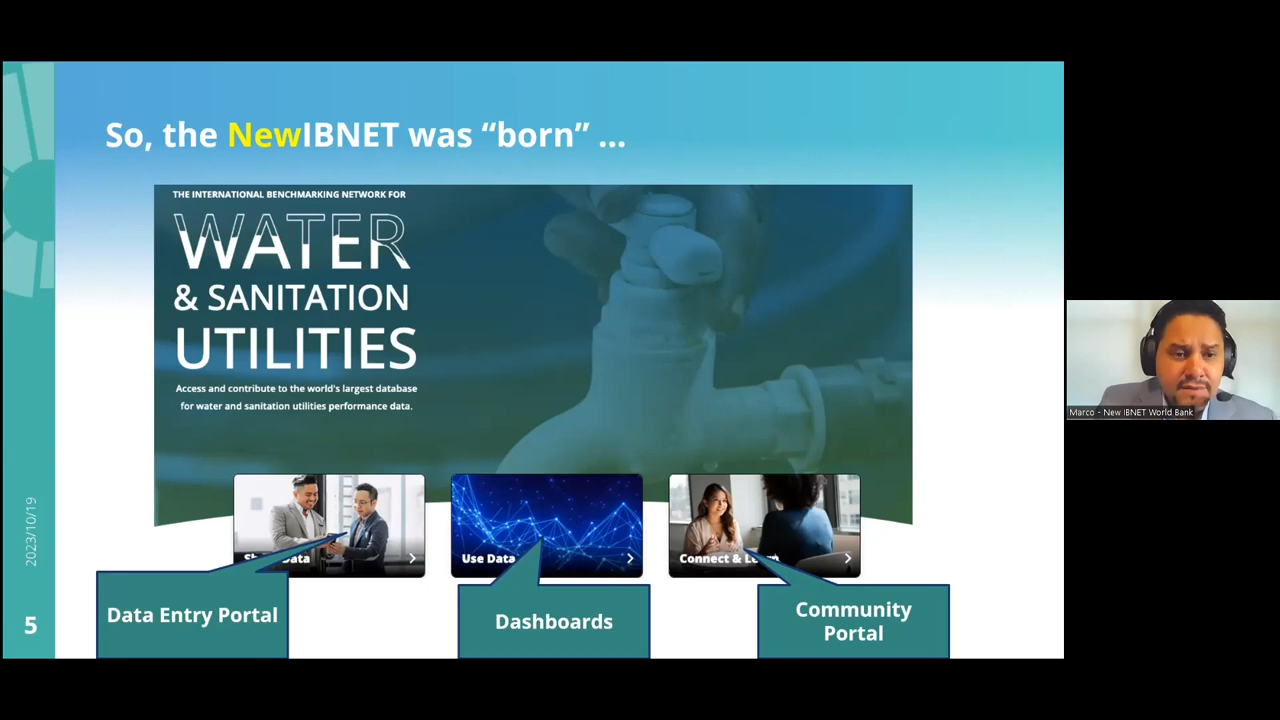 So, the NewIBNET was “born” ...
THE INTERNATIONAL BENCHMARKING NETWORK FOR
WATER
& SANITATION
UTILITIES
Access and contribute to the world's largest database
for water and sanitation utilities performance data.
Data
Use Data
Connect &
Data Entry Portal
Dashboards
Community
Portal
2023/10/19
5
Marco - New IBNET World Bank